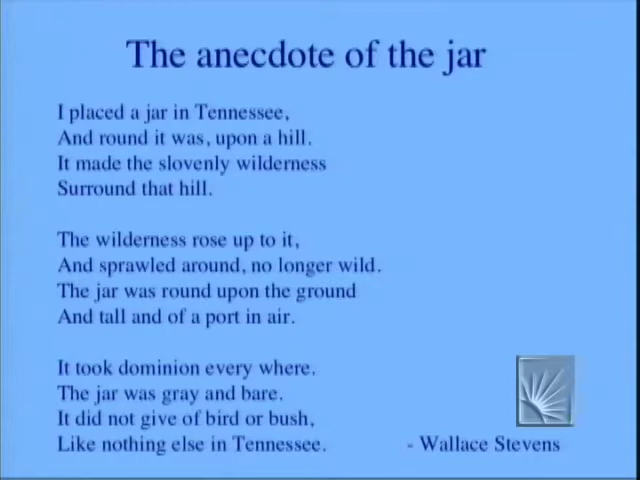 The anecdote of the jar
I placed a jar in Tennessee,
And round it was, upon a hill.
It made the slovenly wilderness
Surround that hill.
The wilderness rose up to it,
And sprawled around, no longer wild.
The jar was round upon the ground
And tall and of a port in air.
It took dominion every where.
The jar was gray and bare.
It did not give of bird or bush,
Like nothing else in Tennessee.
- Wallace Stevens